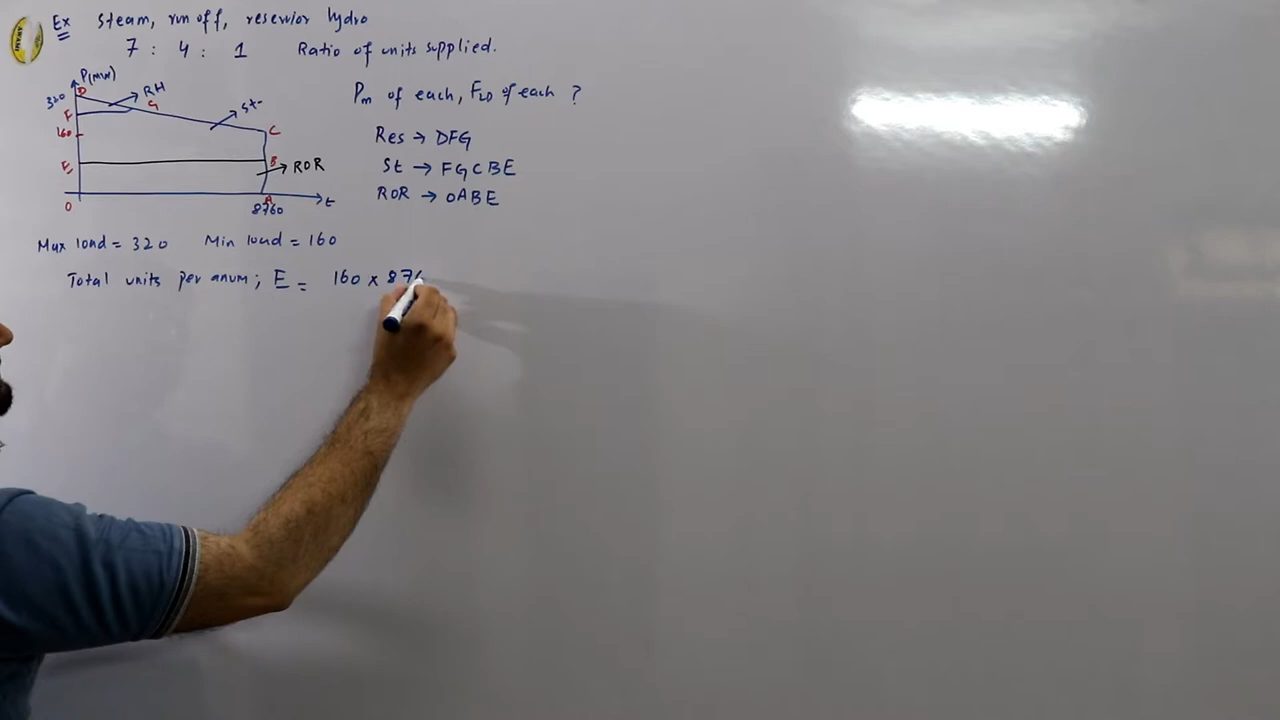 Ex Steam, run off, reservior hydro
7 : 4 : 1 Ratio of units supplied.
P(MW)
320
D
RH
G
St-
F
160
C
E
B
ROR
O
A
8760
t
Pm of each, FLD of each ?
Res → DFG
St → FGCBE
ROR → OABE
Max load = 320 Min load = 160
Total units per anum; E = 160 × 876